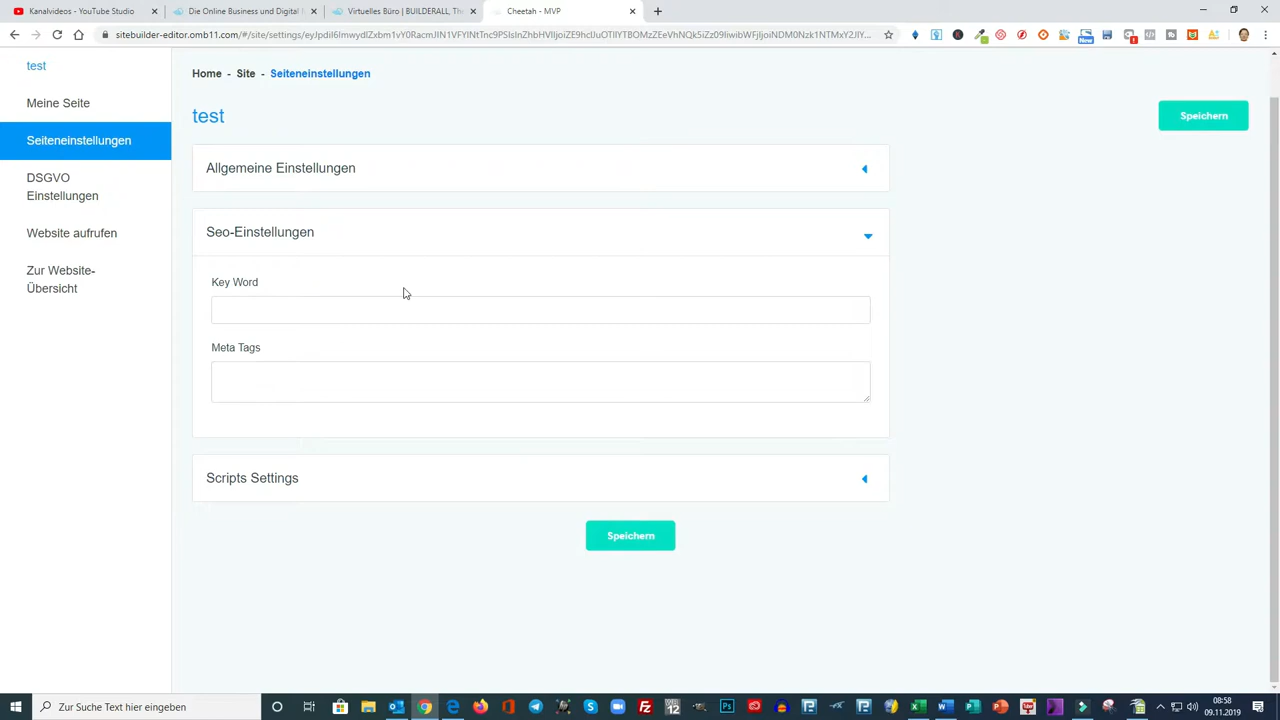 Kanalvideos - YouTube Studio
Die Online Business und Digital
Virtuelles Büro | BUILDERALL, The
Cheetah - MVP
test
Meine Seite
Seiteneinstellungen
DSGVO
Einstellungen
Website aufrufen
Zur Website-
Übersicht
Home - Site - Seiteneinstellungen
test
Speichern
Allgemeine Einstellungen
Seo-Einstellungen
Key Word
Meta Tags
Scripts Settings
Speichern
Zur Suche Text hier eingeben
08:58
09.11.2019